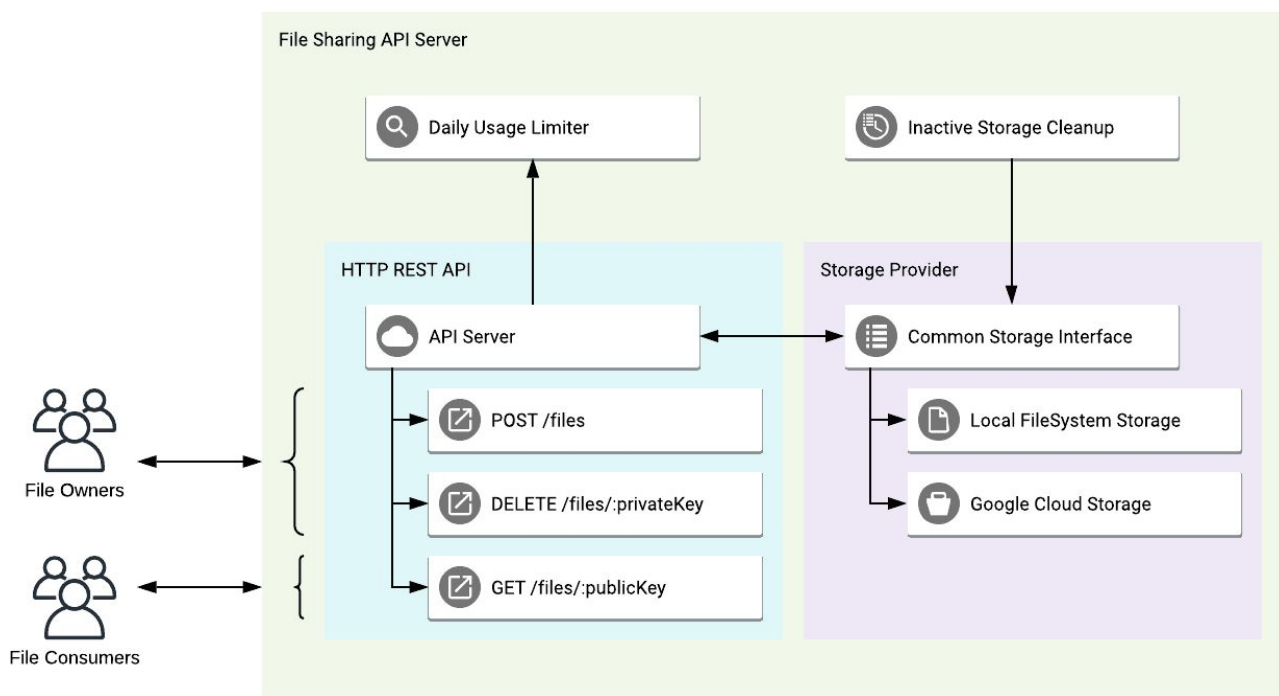 File Sharing API Server
Daily Usage Limiter
Inactive Storage Cleanup
HTTP REST API
Storage Provider
API Server
Common Storage Interface
POST /files
Local FileSystem Storage
File Owners
DELETE /files/:privateKey
Google Cloud Storage
GET /files/:publicKey
File Consumers